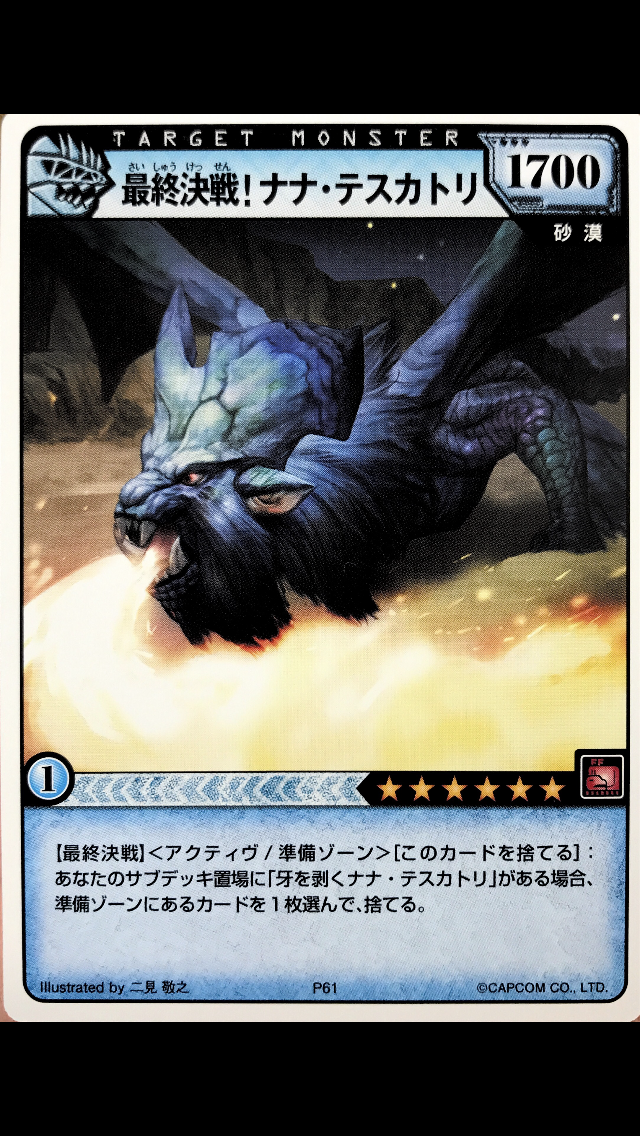 TARGET MONSTER
さい しゅう けっ せん
最終決戦!ナナ・テスカトリ
1700
砂漠
1
FF
【最終決戦】<アクティヴ / 準備ゾーン>[このカードを捨てる]:
あなたのサブデッキ置場に「牙を剥くナナ・テスカトリ」がある場合、
準備ゾーンにあるカードを1枚選んで、捨てる。
Illustrated by 二見 敬之
P61
©CAPCOM CO., LTD.